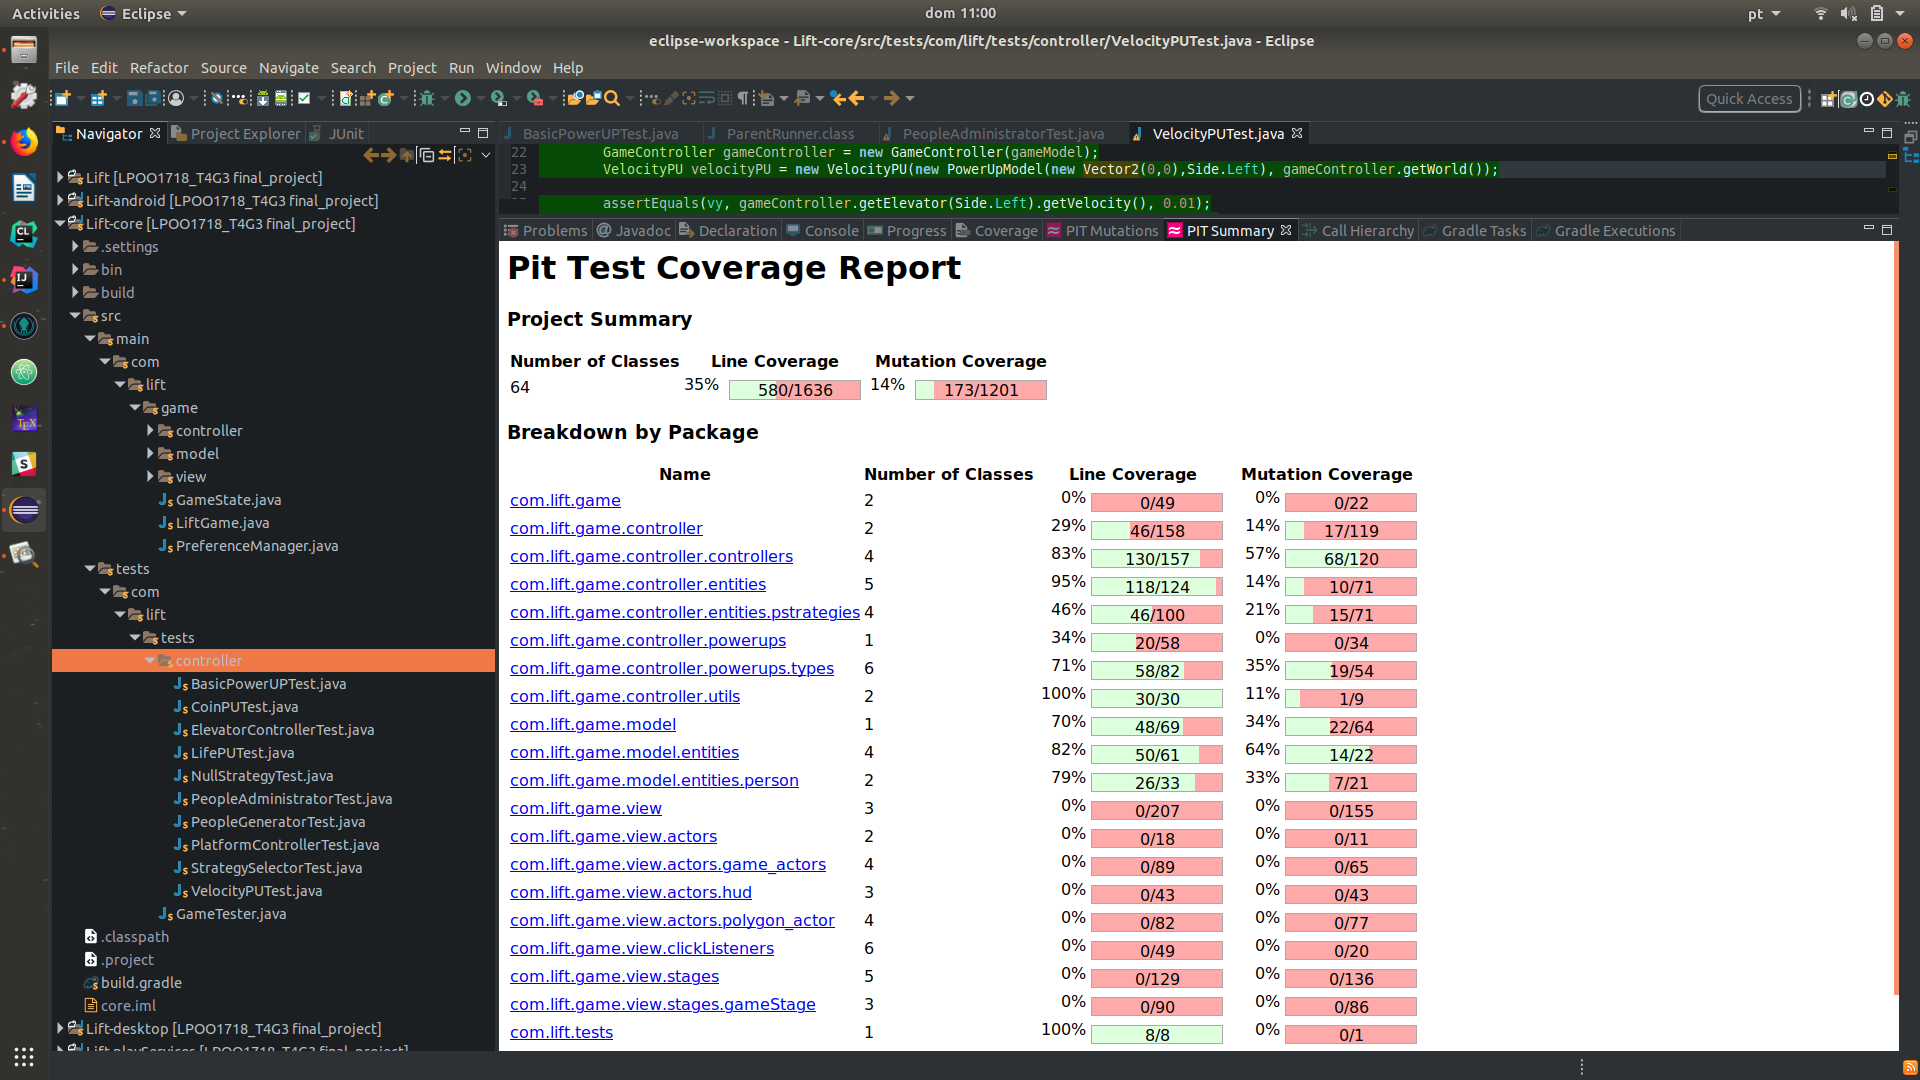 Activities Eclipse dom 11:00 pt
eclipse-workspace - Lift-core/src/tests/com/lift/tests/controller/VelocityPUTest.java - Eclipse
File Edit Refactor Source Navigate Search Project Run Window Help
Quick Access
Navigator Project Explorer JUnit
Lift [LPOO1718_T4G3 final_project]
Lift-android [LPOO1718_T4G3 final_project]
Lift-core [LPOO1718_T4G3 final_project]
.settings
bin
build
src
main
com
lift
game
controller
model
view
GameState.java
LiftGame.java
PreferenceManager.java
tests
com
lift
tests
controller
BasicPowerUPTest.java
CoinPUTest.java
ElevatorControllerTest.java
LifePUTest.java
NullStrategyTest.java
PeopleAdministratorTest.java
PeopleGeneratorTest.java
PlatformControllerTest.java
StrategySelectorTest.java
VelocityPUTest.java
GameTester.java
.classpath
.project
build.gradle
core.iml
Lift-desktop [LPOO1718_T4G3 final_project]
Lift-playServices [LPOO1718_T4G3 final_project]
BasicPowerUPTest.java ParentRunner.class PeopleAdministratorTest.java VelocityPUTest.java
22 GameController gameController = new GameController(gameModel);
23 VelocityPU velocityPU = new VelocityPU(new PowerUpModel(new Vector2(0,0),Side.Left), gameController.getWorld());
24
assertEquals(vy, gameController.getElevator(Side.Left).getVelocity(), 0.01);
Problems Javadoc Declaration Console Progress Coverage PIT Mutations PIT Summary Call Hierarchy Gradle Tasks Gradle Executions
Pit Test Coverage Report
Project Summary
Number of Classes Line Coverage Mutation Coverage
64 35% 580/1636 14% 173/1201
Breakdown by Package
Name Number of Classes Line Coverage Mutation Coverage
com.lift.game 2 0% 0/49 0% 0/22
com.lift.game.controller 2 29% 46/158 14% 17/119
com.lift.game.controller.controllers 4 83% 130/157 57% 68/120
com.lift.game.controller.entities 5 95% 118/124 14% 10/71
com.lift.game.controller.entities.pstrategies 4 46% 46/100 21% 15/71
com.lift.game.controller.powerups 1 34% 20/58 0% 0/34
com.lift.game.controller.powerups.types 6 71% 58/82 35% 19/54
com.lift.game.controller.utils 2 100% 30/30 11% 1/9
com.lift.game.model 1 70% 48/69 34% 22/64
com.lift.game.model.entities 4 82% 50/61 64% 14/22
com.lift.game.model.entities.person 2 79% 26/33 33% 7/21
com.lift.game.view 3 0% 0/207 0% 0/155
com.lift.game.view.actors 2 0% 0/18 0% 0/11
com.lift.game.view.actors.game_actors 4 0% 0/89 0% 0/65
com.lift.game.view.actors.hud 3 0% 0/43 0% 0/43
com.lift.game.view.actors.polygon_actor 4 0% 0/82 0% 0/77
com.lift.game.view.clickListeners 6 0% 0/49 0% 0/20
com.lift.game.view.stages 5 0% 0/129 0% 0/136
com.lift.game.view.stages.gameStage 3 0% 0/90 0% 0/86
com.lift.tests 1 100% 8/8 0% 0/1